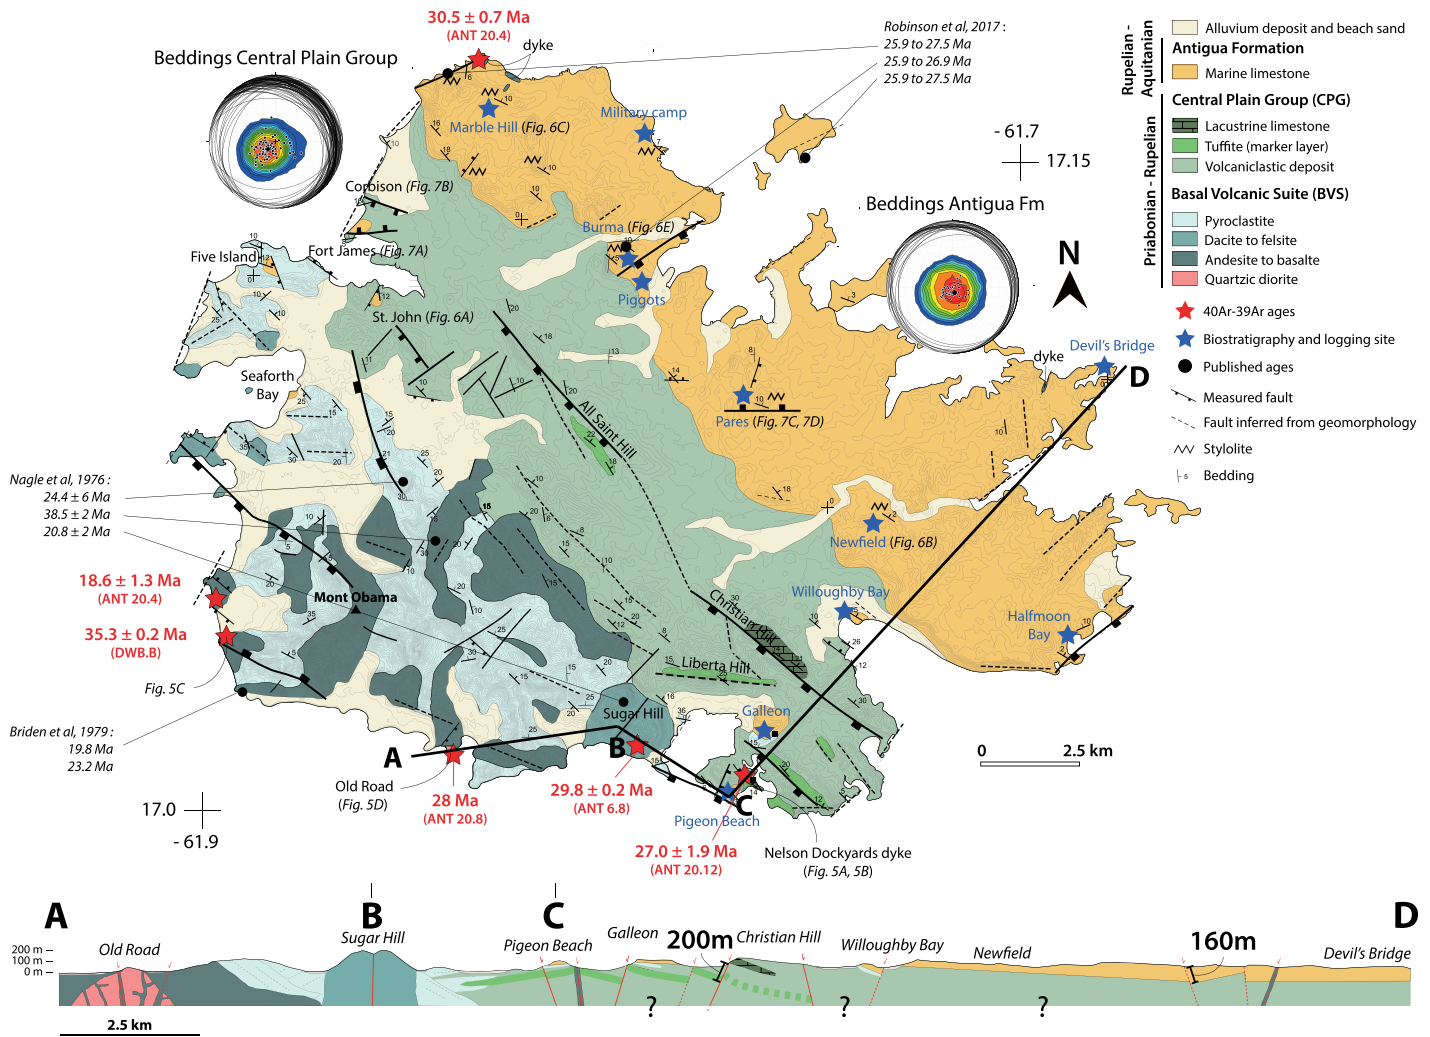 30.5 ± 0.7 Ma
(ANT 20.4)
dyke
Robinson et al, 2017 :
25.9 to 27.5 Ma
25.9 to 26.9 Ma
25.9 to 27.5 Ma
Beddings Central Plain Group
Marble Hill (Fig. 6C)
Military camp
Corbison (Fig. 7B)
Fort James (Fig. 7A)
Five Island
Burma (Fig. 6E)
Piggots
St. John (Fig. 6A)
- 61.7
17.15
Beddings Antigua Fm
N
Rupelian -
Aquitanian
Priabonian - Rupelian
Alluvium deposit and beach sand
Antigua Formation
Marine limestone
Central Plain Group (CPG)
Lacustrine limestone
Tuffite (marker layer)
Volcaniclastic deposit
Basal Volcanic Suite (BVS)
Pyroclastite
Dacite to felsite
Andesite to basalte
Quartzic diorite
40Ar-39Ar ages
Biostratigraphy and logging site
Published ages
Measured fault
Fault inferred from geomorphology
Stylolite
5 Bedding
Devil's Bridge
dyke
D
Seaforth
Bay
All Saint Hill
Pares (Fig. 7C, 7D)
Nagle et al, 1976 :
24.4 ± 6 Ma
38.5 ± 2 Ma
20.8 ± 2 Ma
Newfield (Fig. 6B)
18.6 ± 1.3 Ma
(ANT 20.4)
Mont Obama
Willoughby Bay
Christian Hill
Halfmoon
Bay
35.3 ± 0.2 Ma
(DWB.B)
Fig. 5C
Liberta Hill
Sugar Hill
Galleon
Briden et al, 1979 :
19.8 Ma
23.2 Ma
A
B
C
0 2.5 km
Old Road
(Fig. 5D)
28 Ma
(ANT 20.8)
29.8 ± 0.2 Ma
(ANT 6.8)
Pigeon Beach
27.0 ± 1.9 Ma
(ANT 20.12)
Nelson Dockyards dyke
(Fig. 5A, 5B)
17.0
- 61.9
A B C D
200 m
100 m
0 m
Old Road
Sugar Hill
Pigeon Beach
Galleon
200m
Christian Hill
Willoughby Bay
Newfield
160m
Devil's Bridge
? ? ?
2.5 km